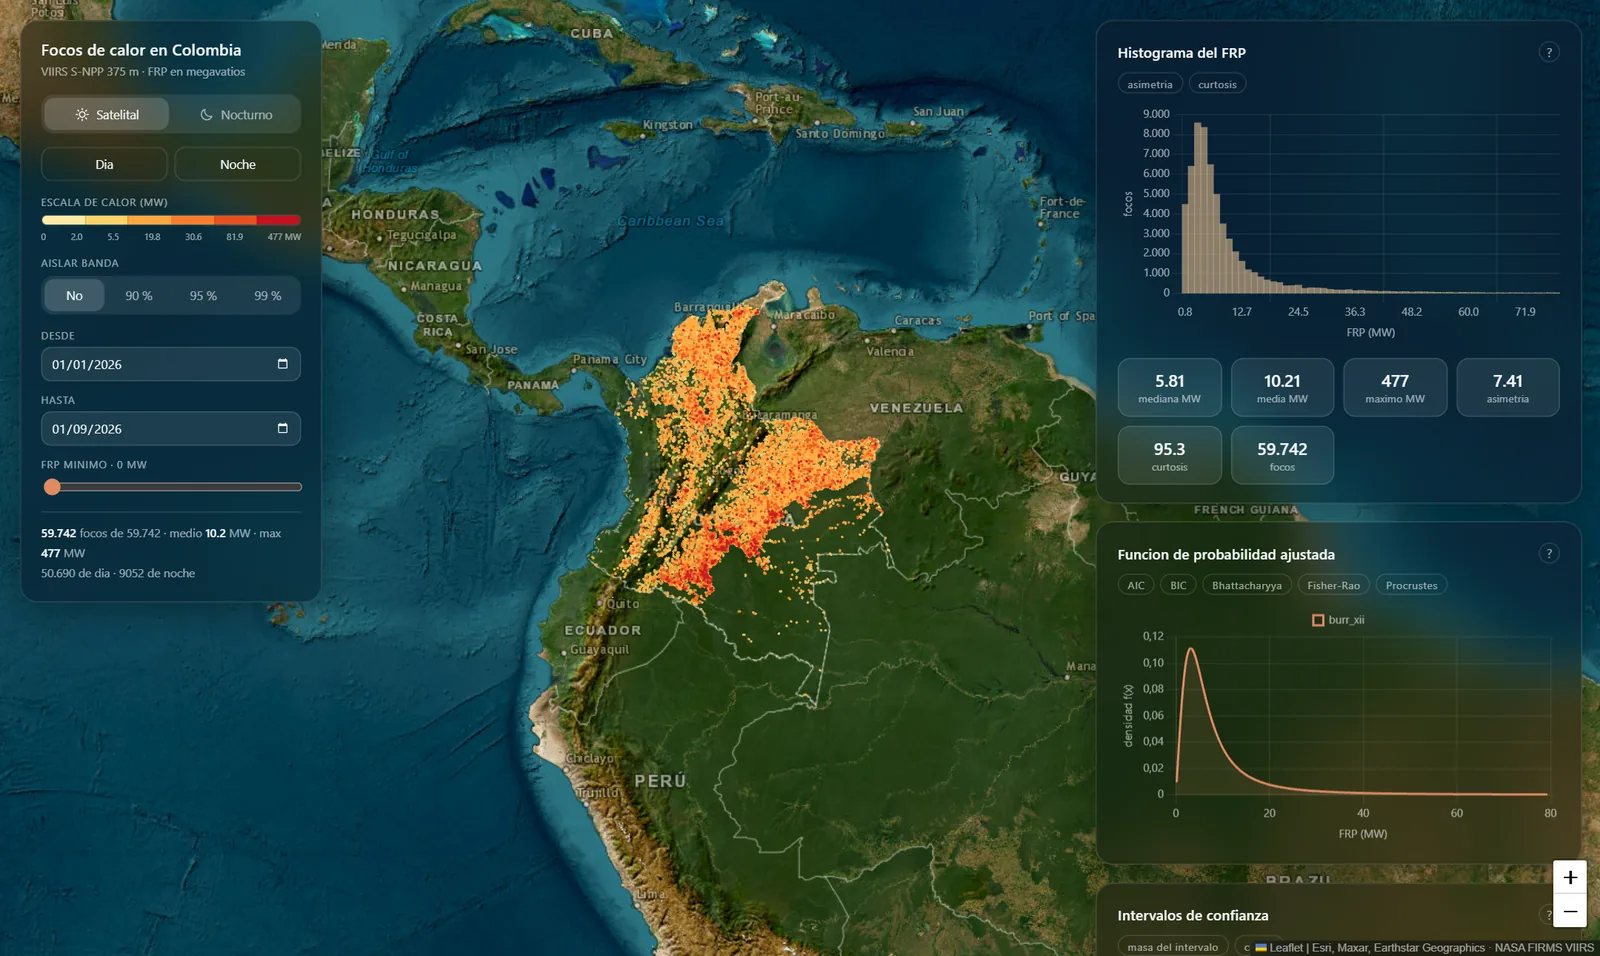 Focos de calor en Colombia
VIIRS S-NPP 375 m · FRP en megavatios
Satelital
Nocturno
Dia
Noche
ESCALA DE CALOR (MW)
0 2.0 5.5 19.8 30.6 81.9 477 MW
AISLAR BANDA
No 90 % 95 % 99 %
DESDE
01/01/2026
HASTA
01/09/2026
FRP MINIMO · 0 MW
59.742 focos de 59.742 · medio 10.2 MW · max
477 MW
50.690 de dia · 9052 de noche
Potosí
CUBA
Port-au-
Prince
San Juan
Kingston
Santo Domingo
Gulf of
Honduras
Fort-de-
France
HONDURAS
Caribbean Sea
Tegucigalpa
NICARAGUA
Managua
COSTA
RICA
San Jose
Maracaibo
Caracas
Port of Spa
Valencia
Panama City
PANAMA
VENEZUELA
GUYA
FRENCH GUIANA
Quito
ECUADOR
Guayaquil
Mana
Chiclayo
Trujillo
PERÚ
Lima
BRAZIL
Histograma del FRP
?
asimetria
curtosis
9.000
8.000
7.000
6.000
5.000
4.000
3.000
2.000
1.000
0
focos
0.8 12.7 24.5 36.3 48.2 60.0 71.9
FRP (MW)
5.81
mediana MW
10.21
media MW
477
maximo MW
7.41
asimetria
95.3
curtosis
59.742
focos
Funcion de probabilidad ajustada
?
AIC
BIC
Bhattacharyya
Fisher-Rao
Procrustes
burr_xii
0,12
0,10
0,08
0,06
0,04
0,02
0
densidad f(x)
0 20 40 60 80
FRP (MW)
Intervalos de confianza
?
masa del intervalo
c
+
−
Leaflet | Esri, Maxar, Earthstar Geographics · NASA FIRMS VIIRS